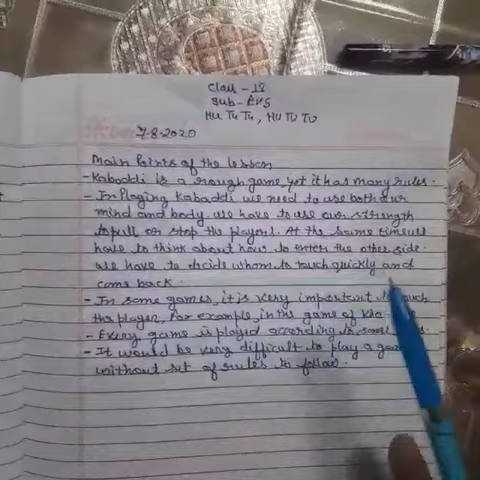 Class - 18
Sub - EVS
Hu Tu Tu, Hu Tu Tu
7-8-2020
Main Points of the lesson
- Kabaddi is a rough game, yet it has many rules.
- In Playing Kabaddi we need to use both our
mind and body. we have to use our strength
to pull or stop the players. At the same time we
have to think about how to enter the other side.
we have to decide whom to touch quickly and
come back.
- In some games, it is very important to touch
the player, for example, in the game of Kho
- Every game is played according to some
- It would be very difficult to play a
without set of rules to follow.